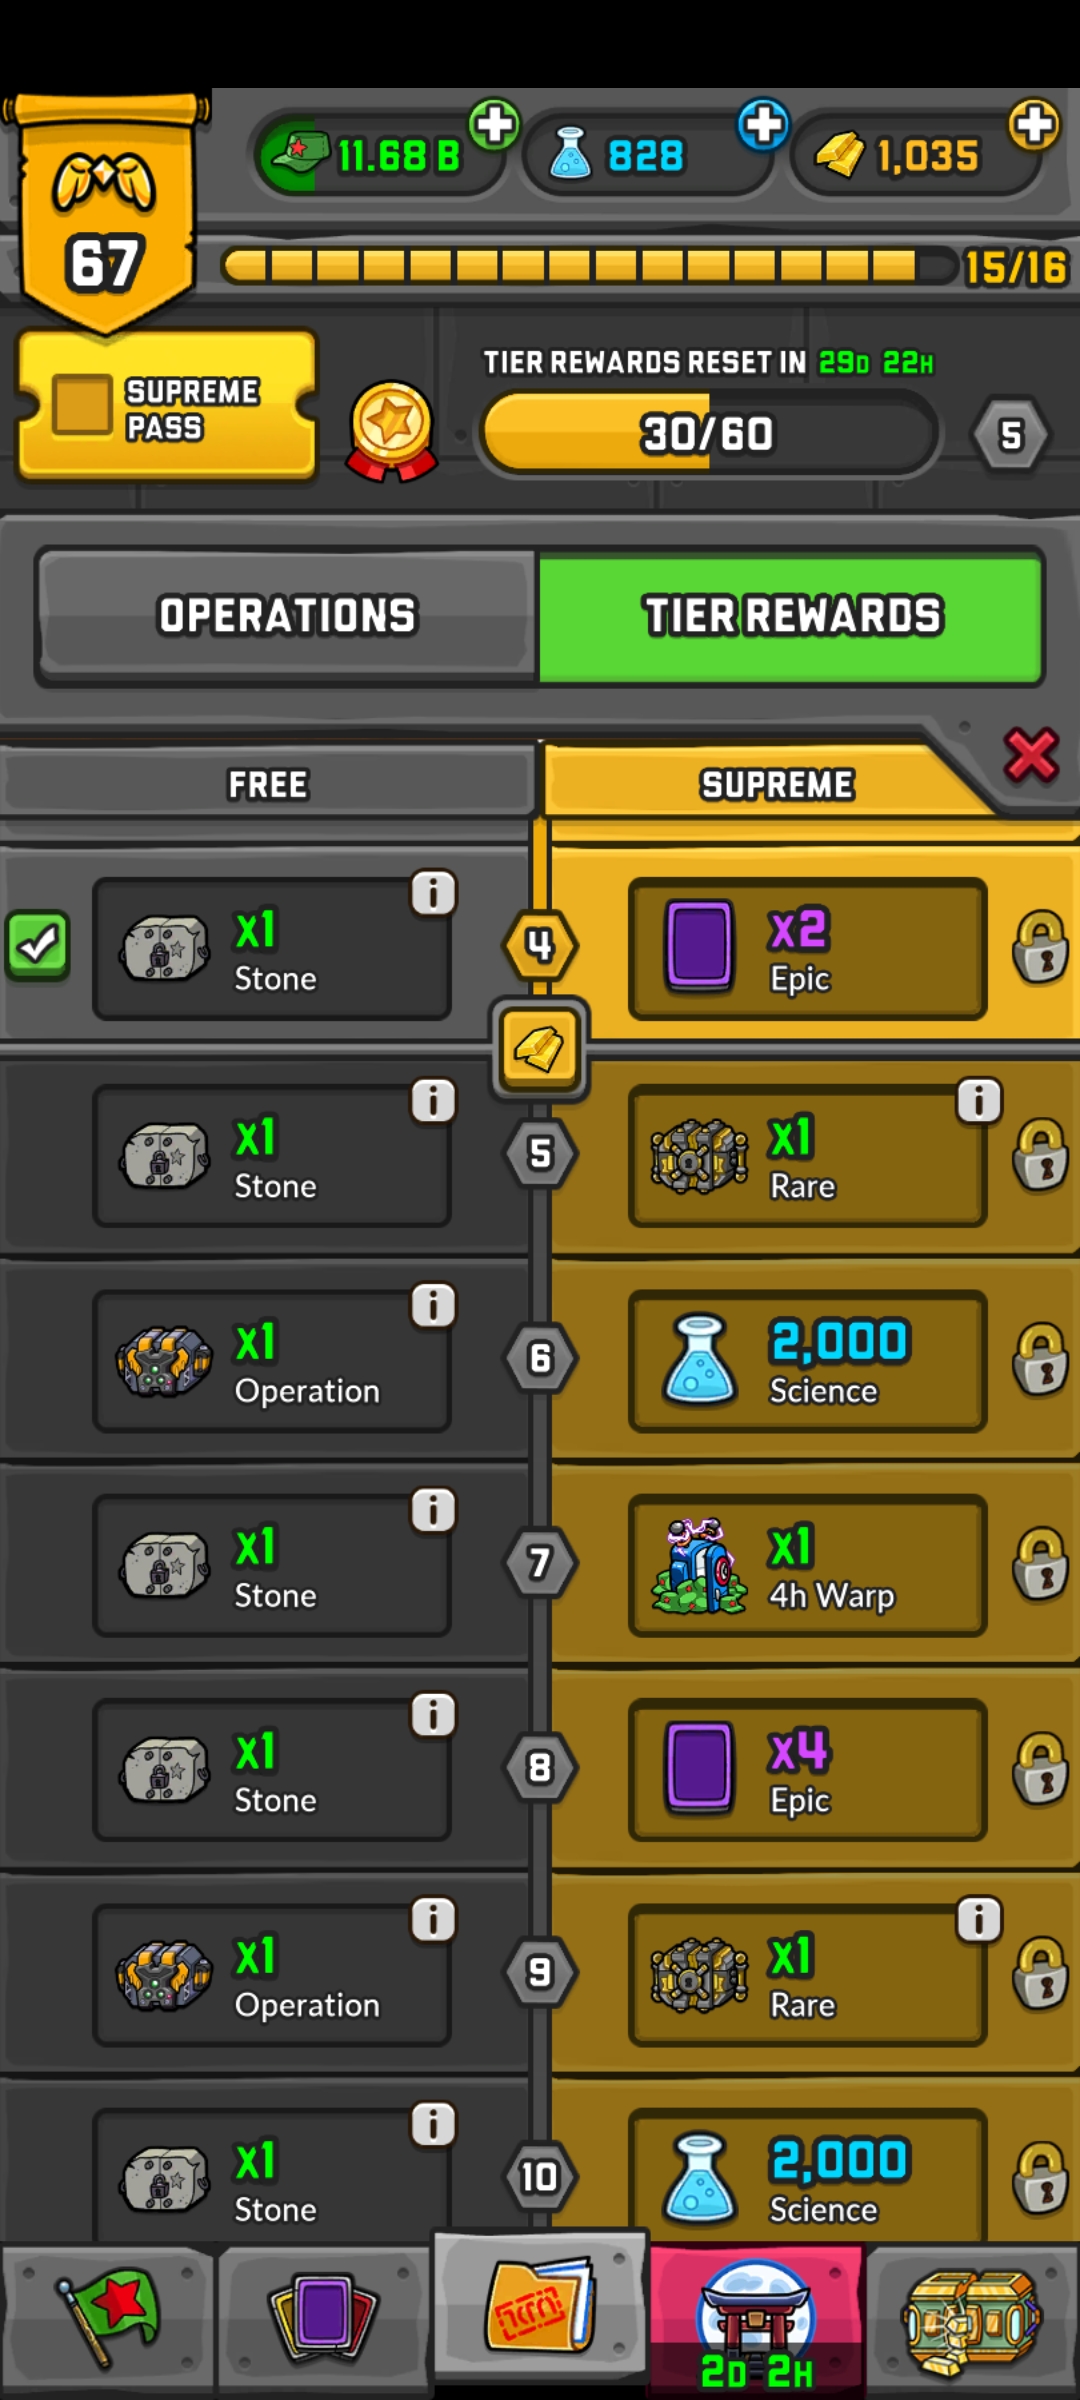 11.68 B
828
1,035
67
15/16
SUPREME
PASS
TIER REWARDS RESET IN 29D 22H
30/60
5
OPERATIONS
TIER REWARDS
FREE
SUPREME
X1
Stone
4
X2
Epic
X1
Stone
5
X1
Rare
X1
Operation
6
2,000
Science
X1
Stone
7
X1
4h Warp
X1
Stone
8
X4
Epic
X1
Operation
9
X1
Rare
X1
Stone
10
2,000
Science
2D 2H